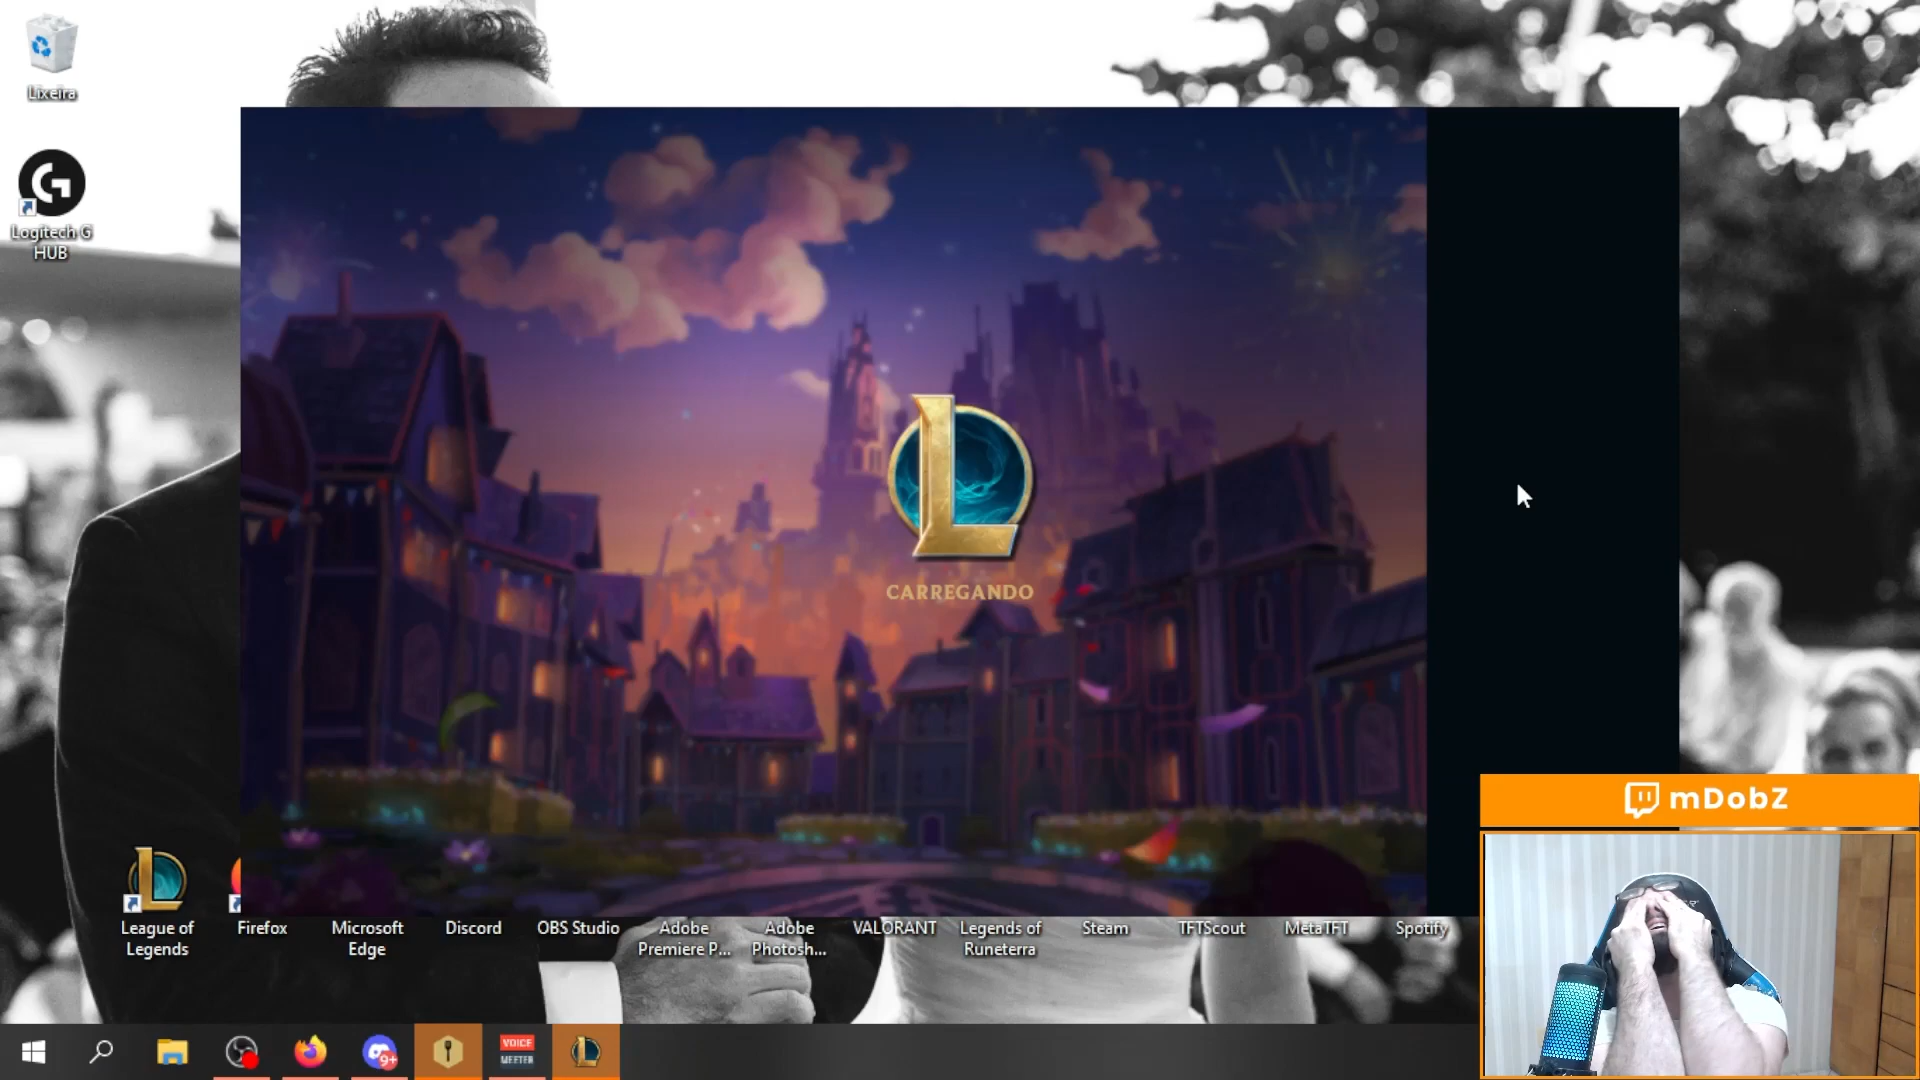 Lixeira
Logitech G
HUB
CARREGANDO
mDobZ
League of
Legends
Firefox
Microsoft
Edge
Discord
OBS Studio
Adobe
Premiere P...
Adobe
Photosh...
VALORANT
Legends of
Runeterra
Steam
TFTScout
MetaTFT
Spotify
9+
VOICE
MEETER